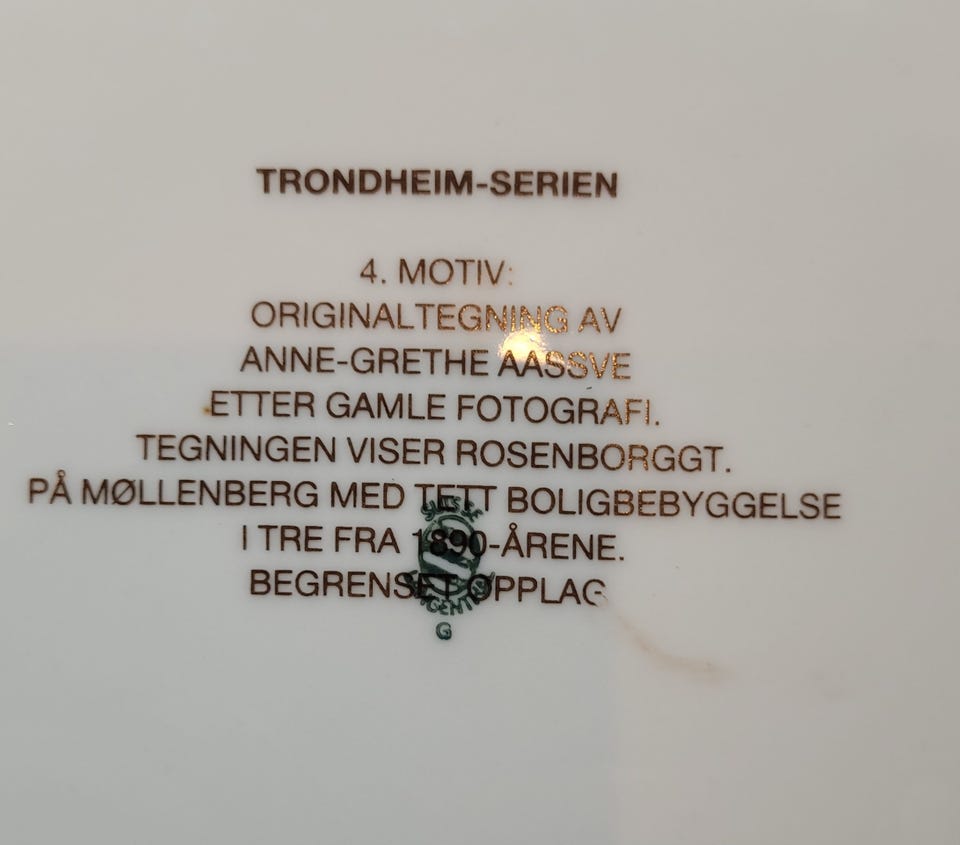 TRONDHEIM-SERIEN
4. MOTIV:
ORIGINALTEGNING AV
ANNE-GRETHE AASSVE
ETTER GAMLE FOTOGRAFI.
TEGNINGEN VISER ROSENBORGGT.
PÅ MØLLENBERG MED TETT BOLIGBEBYGGELSE
I TRE FRA 1890-ÅRENE.
BEGRENSET OPPLAG
G